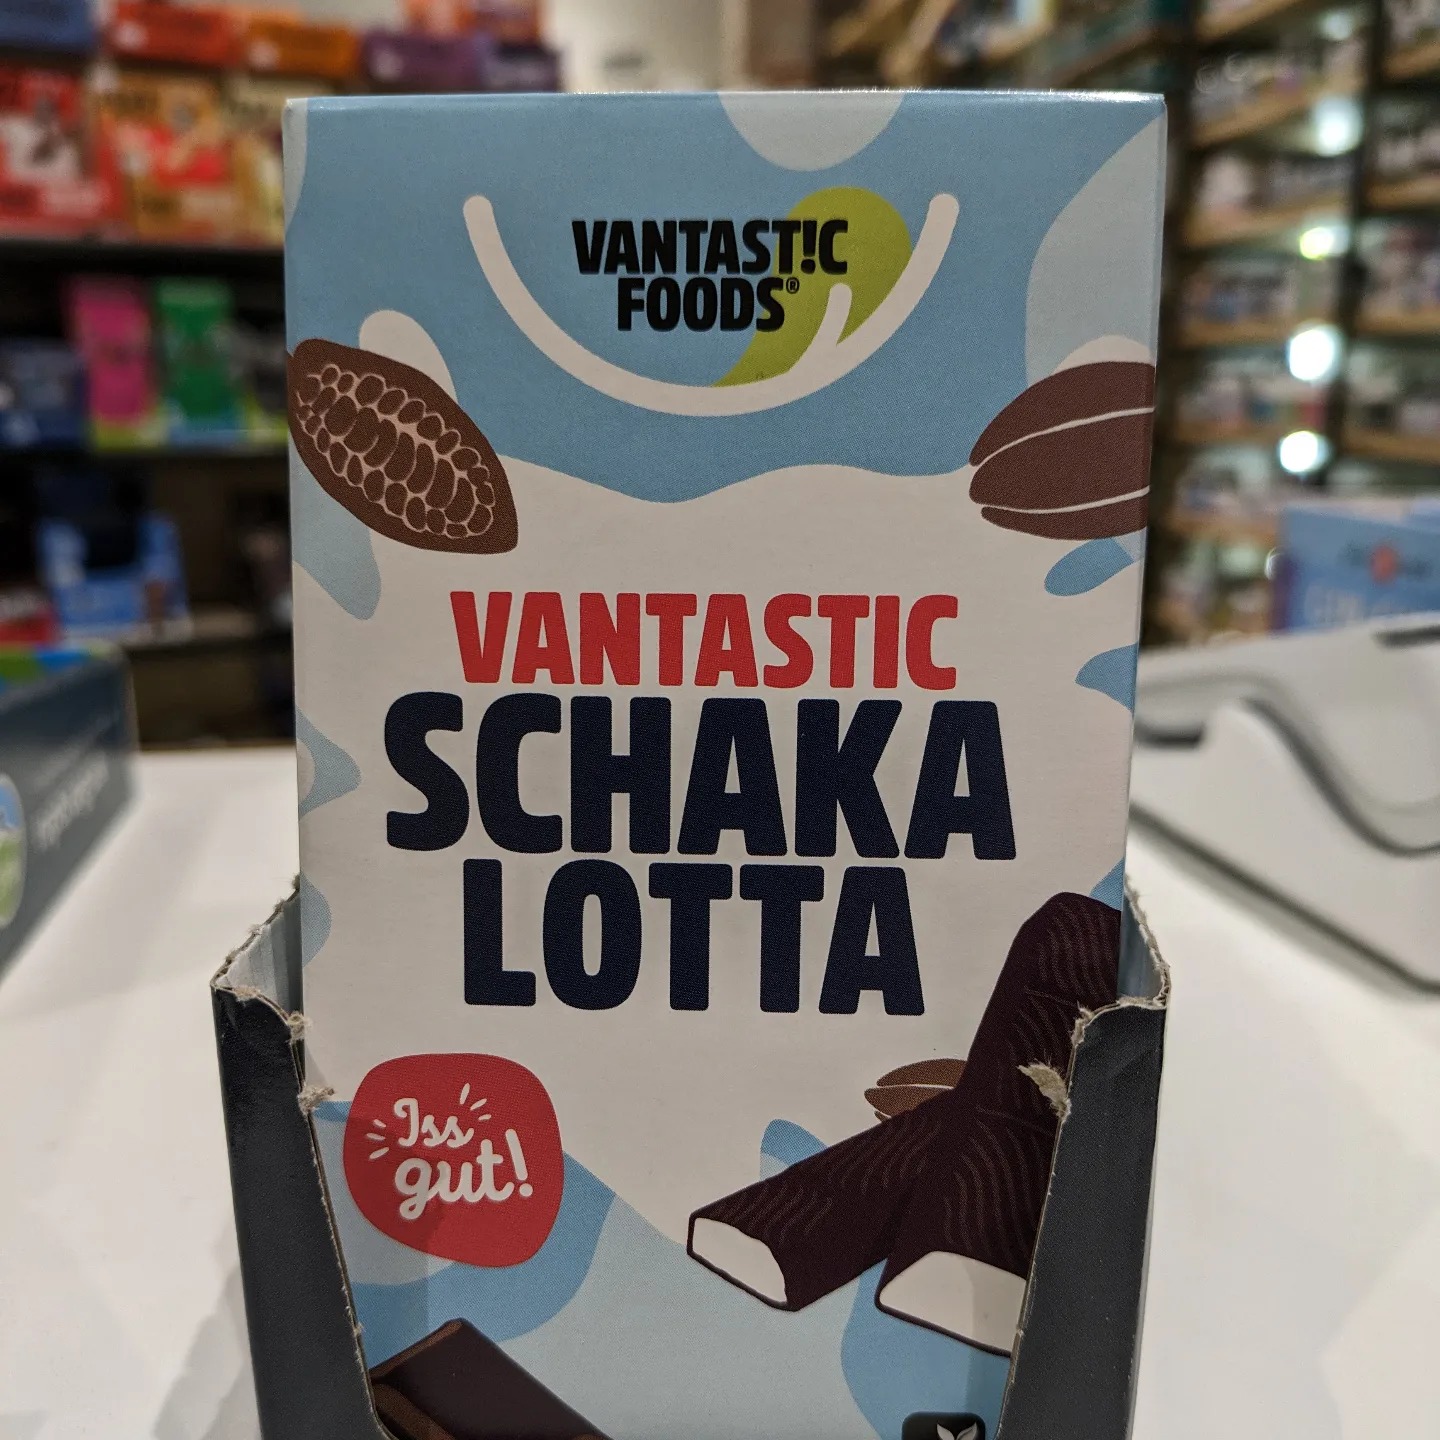 VANTAST!C
FOODS®
VANTASTIC
SCHAKA
LOTTA
Iss
gut!